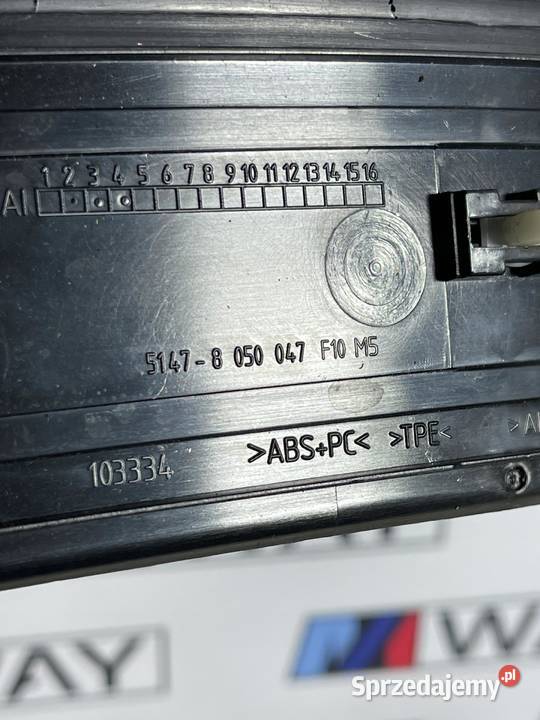 1 2 3 4 5 6 7 8 9 10 11 12 13 14 15 16
AI
5147-8 050 047 F10 M5
>ABS+PC< >TPE<
103334
WAY
M
Sprzedajemy.pl